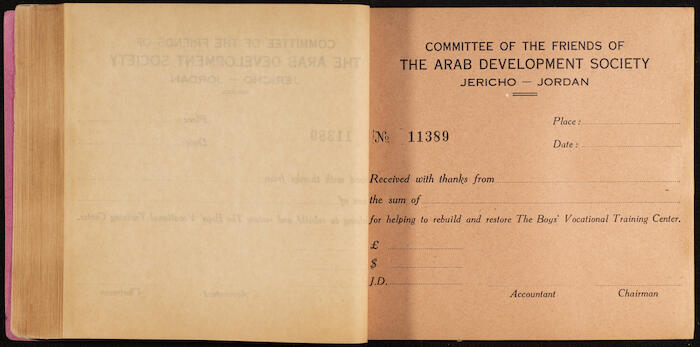 COMMITTEE OF THE FRIENDS OF
THE ARAB DEVELOPMENT SOCIETY
JERICHO — JORDAN
Place :
№ 11389
Date :
Received with thanks from
the sum of
for helping to rebuild and restore The Boys' Vocational Training Center.
£
$
J.D.
Accountant Chairman